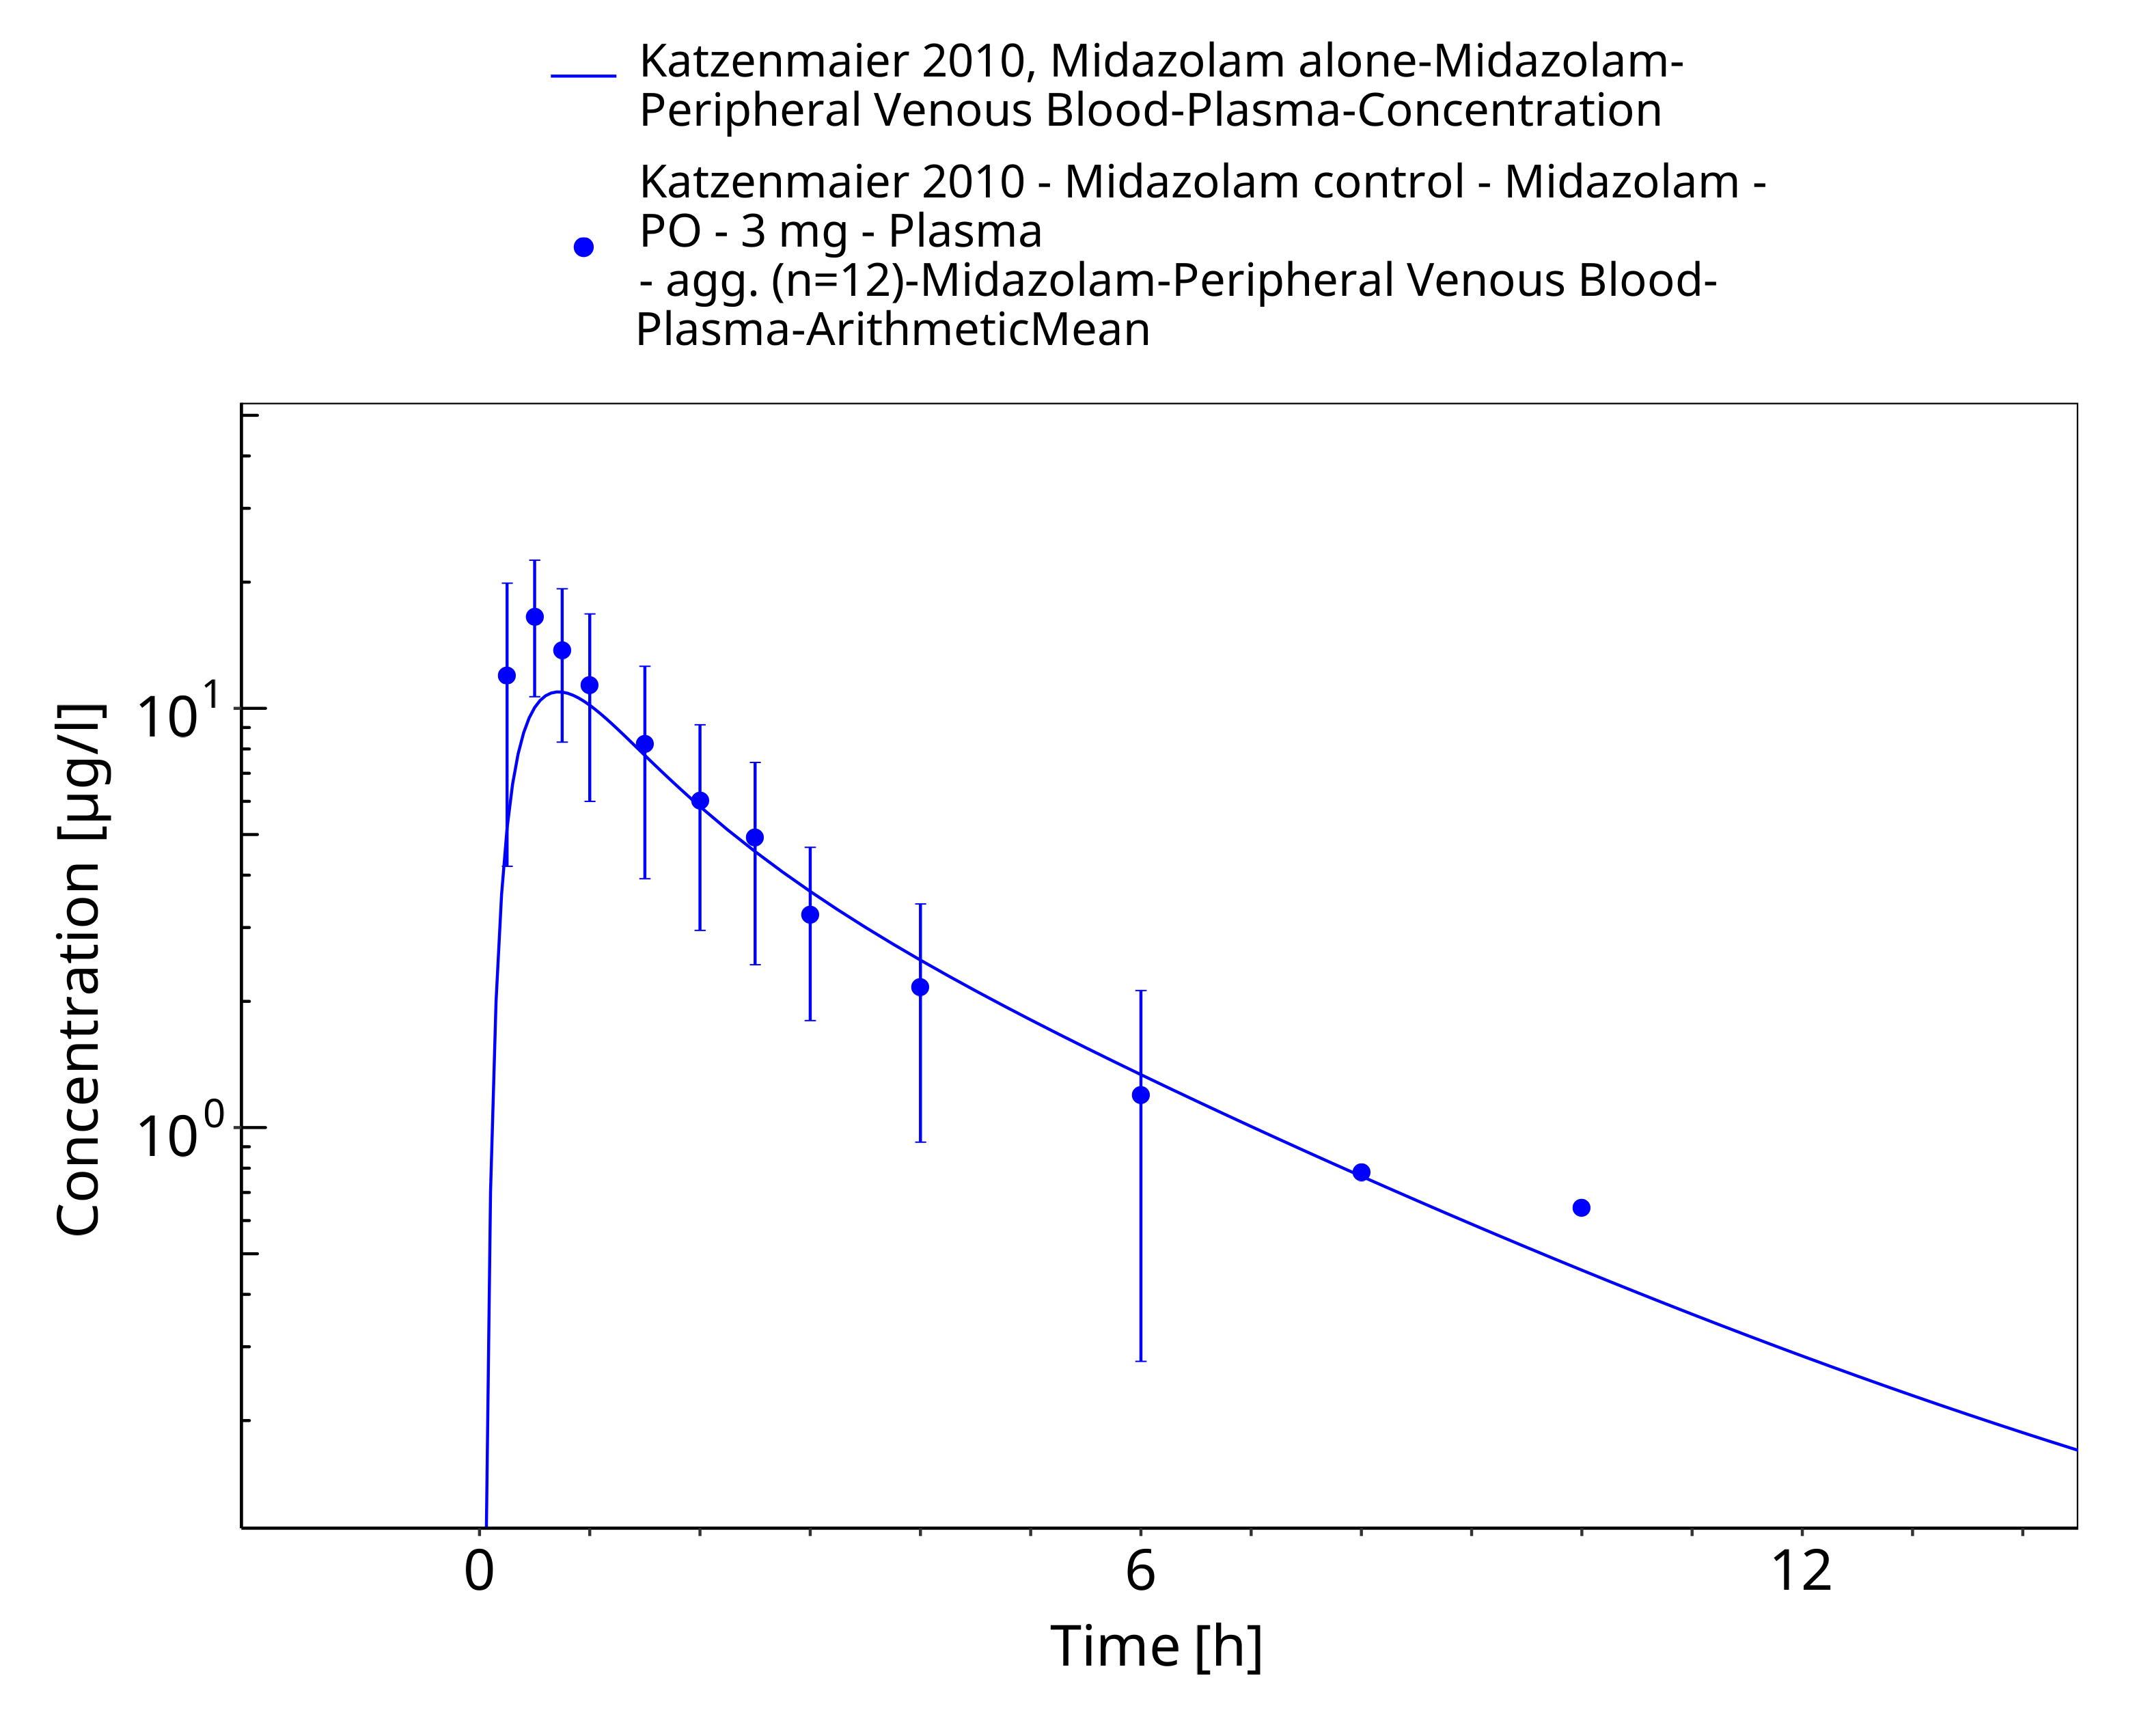 Katzenmaier 2010, Midazolam alone-Midazolam-
Peripheral Venous Blood-Plasma-Concentration
Katzenmaier 2010 - Midazolam control - Midazolam -
PO - 3 mg - Plasma
- agg. (n=12)-Midazolam-Peripheral Venous Blood-
Plasma-ArithmeticMean
Concentration [µg/l]
10¹
10⁰
0 6 12
Time [h]